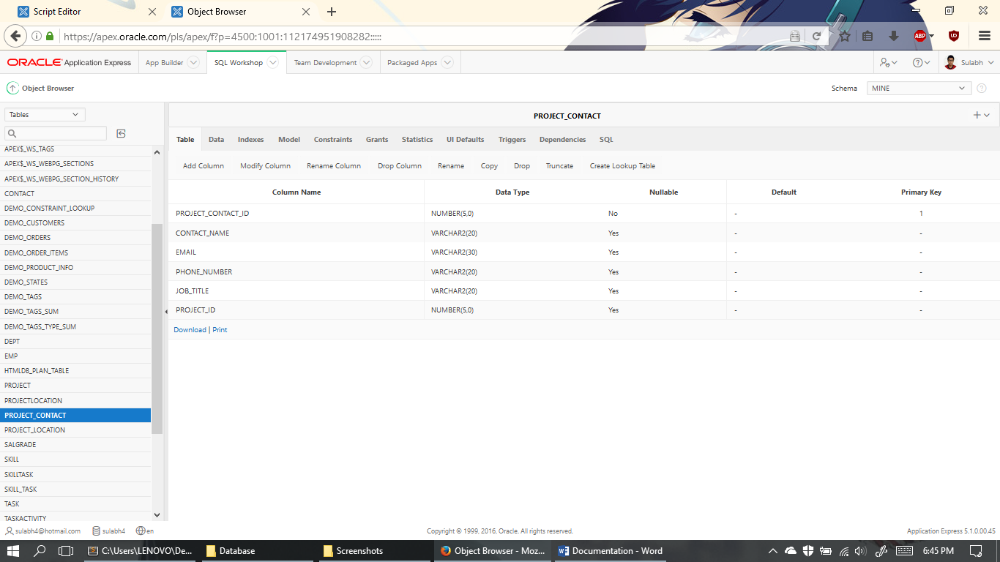 Script Editor
Object Browser
https://apex.oracle.com/pls/apex/f?p=4500:1001:112174951908282:::::
ABP
ORACLE Application Express
App Builder
SQL Workshop
Team Development
Packaged Apps
Sulabh
Object Browser
Schema
MINE
Tables
PROJECT_CONTACT
APEX$_WS_TAGS
APEX$_WS_WEBPG_SECTIONS
APEX$_WS_WEBPG_SECTION_HISTORY
CONTACT
DEMO_CONSTRAINT_LOOKUP
DEMO_CUSTOMERS
DEMO_ORDERS
DEMO_ORDER_ITEMS
DEMO_PRODUCT_INFO
DEMO_STATES
DEMO_TAGS
DEMO_TAGS_SUM
DEMO_TAGS_TYPE_SUM
DEPT
EMP
HTMLDB_PLAN_TABLE
PROJECT
PROJECTLOCATION
PROJECT_CONTACT
PROJECT_LOCATION
SALGRADE
SKILL
SKILLTASK
SKILL_TASK
TASK
TASKACTIVITY
Table Data Indexes Model Constraints Grants Statistics UI Defaults Triggers Dependencies SQL
Add Column Modify Column Rename Column Drop Column Rename Copy Drop Truncate Create Lookup Table
Column Name Data Type Nullable Default Primary Key
PROJECT_CONTACT_ID NUMBER(5,0) No - 1
CONTACT_NAME VARCHAR2(20) Yes - -
EMAIL VARCHAR2(30) Yes - -
PHONE_NUMBER VARCHAR2(20) Yes - -
JOB_TITLE VARCHAR2(20) Yes - -
PROJECT_ID NUMBER(5,0) Yes - -
Download | Print
sulabh4@hotmail.com sulabh4 en
Copyright © 1999, 2016, Oracle. All rights reserved.
Application Express 5.1.0.00.45
C:\Users\LENOVO\De...
Database
Screenshots
Object Browser - Moz...
Documentation - Word
6:45 PM